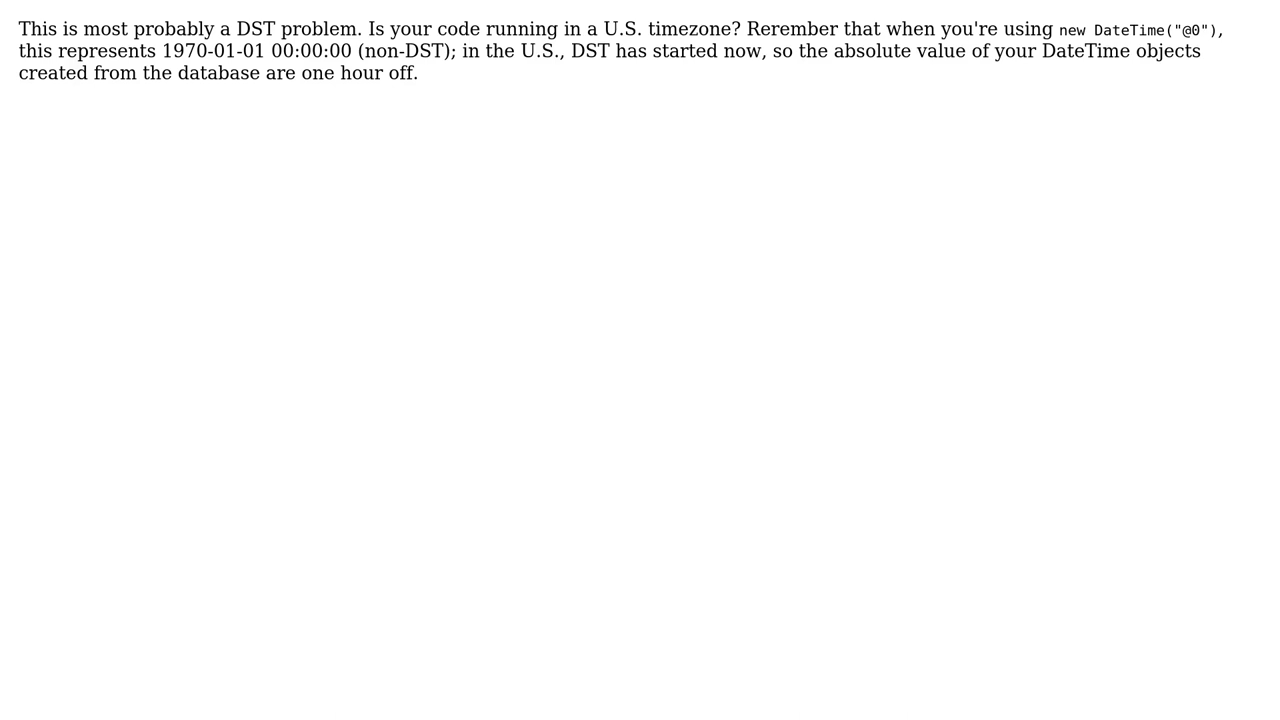 This is most probably a DST problem. Is your code running in a U.S. timezone? Rerember that when you're using new DateTime("@0"),
this represents 1970-01-01 00:00:00 (non-DST); in the U.S., DST has started now, so the absolute value of your DateTime objects
created from the database are one hour off.